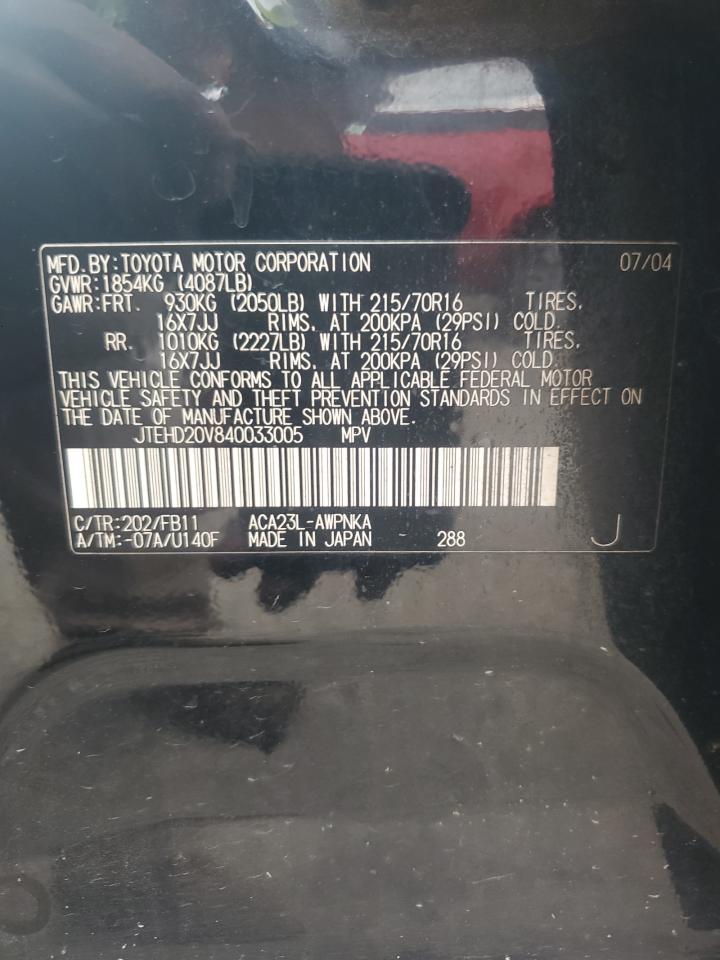 MFD.BY:TOYOTA MOTOR CORPORATION 07/04
GVWR:1854KG (4087LB)
GAWR:FRT. 930KG (2050LB) WITH 215/70R16 TIRES,
16X7JJ RIMS, AT 200KPA (29PSI) COLD.
RR. 1010KG (2227LB) WITH 215/70R16 TIRES,
16X7JJ RIMS, AT 200KPA (29PSI) COLD.
THIS VEHICLE CONFORMS TO ALL APPLICABLE FEDERAL MOTOR
VEHICLE SAFETY AND THEFT PREVENTION STANDARDS IN EFFECT ON
THE DATE OF MANUFACTURE SHOWN ABOVE.
JTEHD20V840033005 MPV
C/TR:202/FB11 ACA23L-AWPNKA
A/TM:-07A/U140F MADE IN JAPAN 288 J